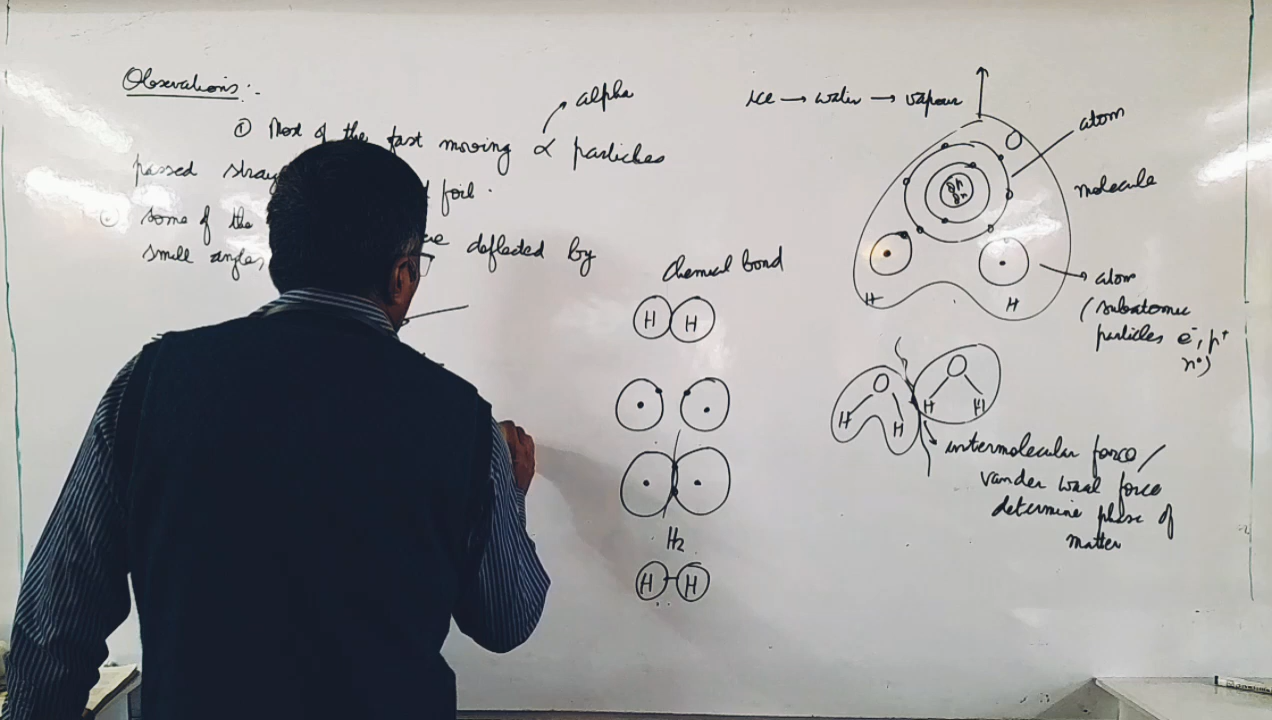 Observations :-
alpha
① Most of the fast moving α particles
passed foil .
some of the deflected by
small angles
Chemical bond
H H
H₂
H H
ice → water → vapour
atom
molecule
O
8p
8n
H H
atom
(subatomic
particles e⁻, p⁺
n°)
O O
H H H H
intermolecular force /
vander waal force
determine phase of
matter